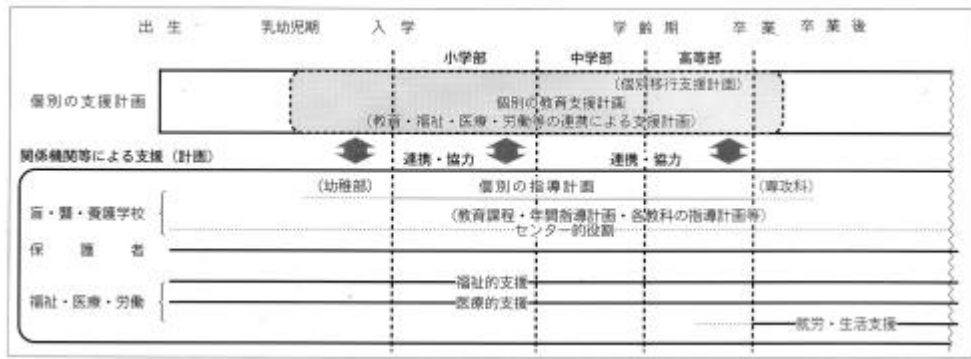 出生 乳幼児期 入学 学齢期 卒業 卒業後
小学部 中学部 高等部
(個別移行支援計画)
個別の支援計画 個別の教育支援計画
(教育・福祉・医療・労働等の連携による支援計画)
関係機関等による支援(計画) 連携・協力 連携・協力
(幼稚部) 個別の指導計画 (専攻科)
盲・聾・養護学校 (教育課程・年間指導計画・各教科の指導計画等)
センター的役割
保護者
福祉的支援
福祉・医療・労働 医療的支援
就労・生活支援